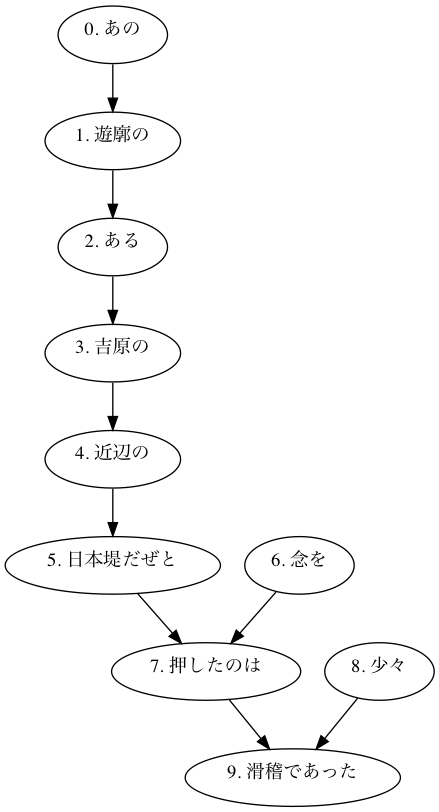 0. あの
1. 遊廓の
2. ある
3. 吉原の
4. 近辺の
5. 日本堤だぜと
6. 念を
7. 押したのは
8. 少々
9. 滑稽であった